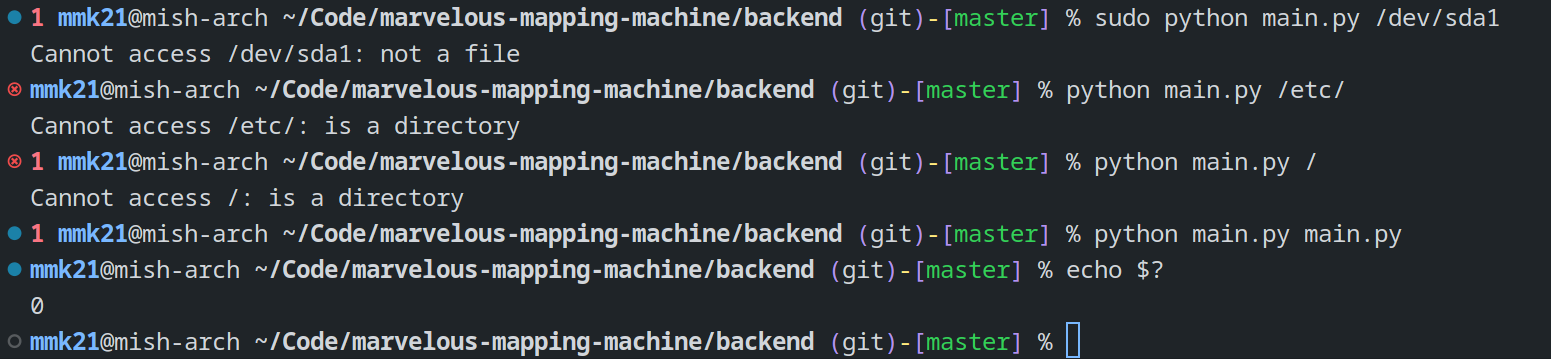 1 mmk21@mish-arch ~/Code/marvelous-mapping-machine/backend (git)-[master] % sudo python main.py /dev/sda1
Cannot access /dev/sda1: not a file
mmk21@mish-arch ~/Code/marvelous-mapping-machine/backend (git)-[master] % python main.py /etc/
Cannot access /etc/: is a directory
1 mmk21@mish-arch ~/Code/marvelous-mapping-machine/backend (git)-[master] % python main.py /
Cannot access /: is a directory
1 mmk21@mish-arch ~/Code/marvelous-mapping-machine/backend (git)-[master] % python main.py main.py
mmk21@mish-arch ~/Code/marvelous-mapping-machine/backend (git)-[master] % echo $?
0
mmk21@mish-arch ~/Code/marvelous-mapping-machine/backend (git)-[master] %